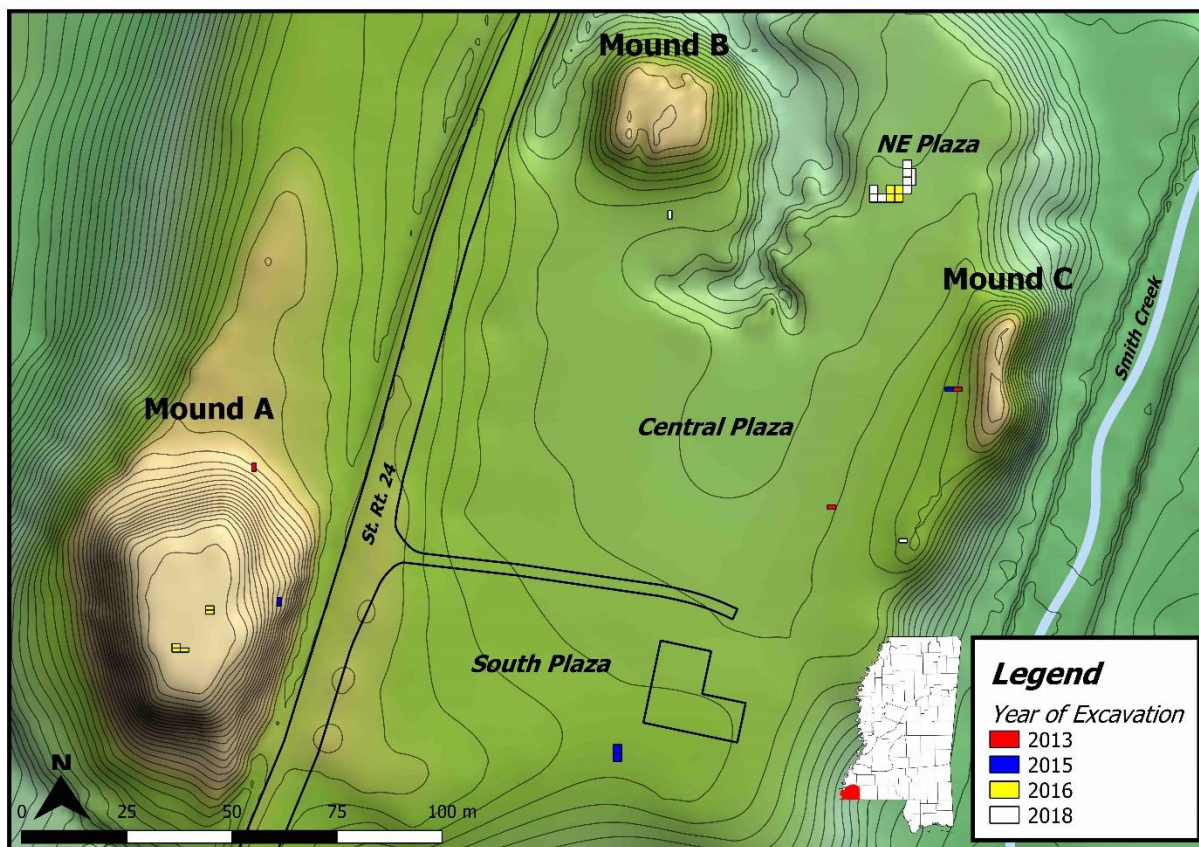 Mound B
NE Plaza
Mound C
Smith Creek
Mound A
Central Plaza
St. Rt. 24
South Plaza
N
0 25 50 75 100 m
Legend
Year of Excavation
2013
2015
2016
2018